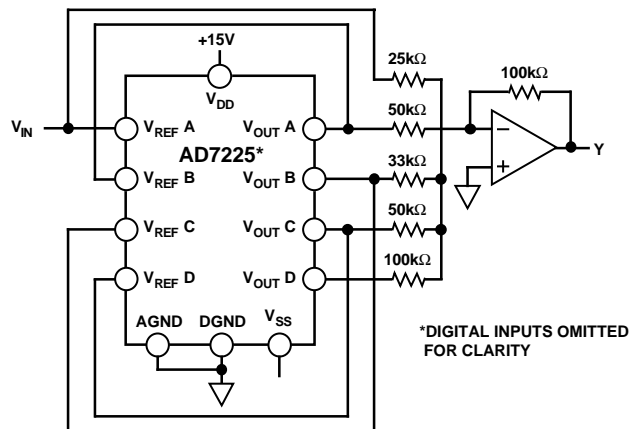 +15V
25kΩ
100kΩ
V_DD
V_IN
V_REF A
V_OUT A
50kΩ
−
AD7225*
+
Y
V_REF B
V_OUT B
33kΩ
V_REF C
V_OUT C
50kΩ
V_REF D
V_OUT D
100kΩ
AGND
DGND
V_SS
*DIGITAL INPUTS OMITTED
FOR CLARITY